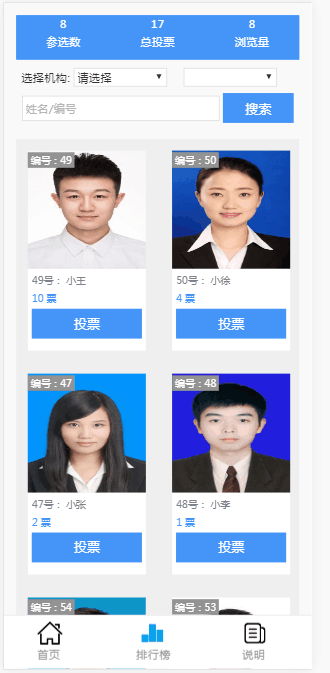 8 17 8
参选数 总投票 浏览量
选择机构: 请选择
姓名/编号 搜索
编号 : 49 编号 : 50
49号： 小王 50号： 小徐
10 票 4 票
投票 投票
编号 : 47 编号 : 48
47号： 小张 48号： 小李
2 票 1 票
投票 投票
编号 : 54 编号 : 53
首页 排行榜 说明